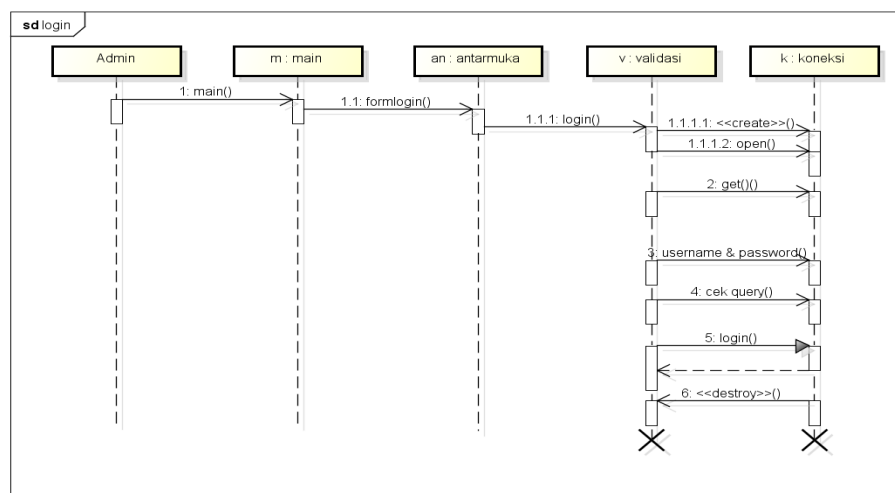 sd login
Admin
m : main
an : antarmuka
v : validasi
k : koneksi
1: main()
1.1: formlogin()
1.1.1: login()
1.1.1.1: <<create>>()
1.1.1.2: open()
2: get()()
3: username & password()
4: cek query()
5: login()
6: <<destroy>>()